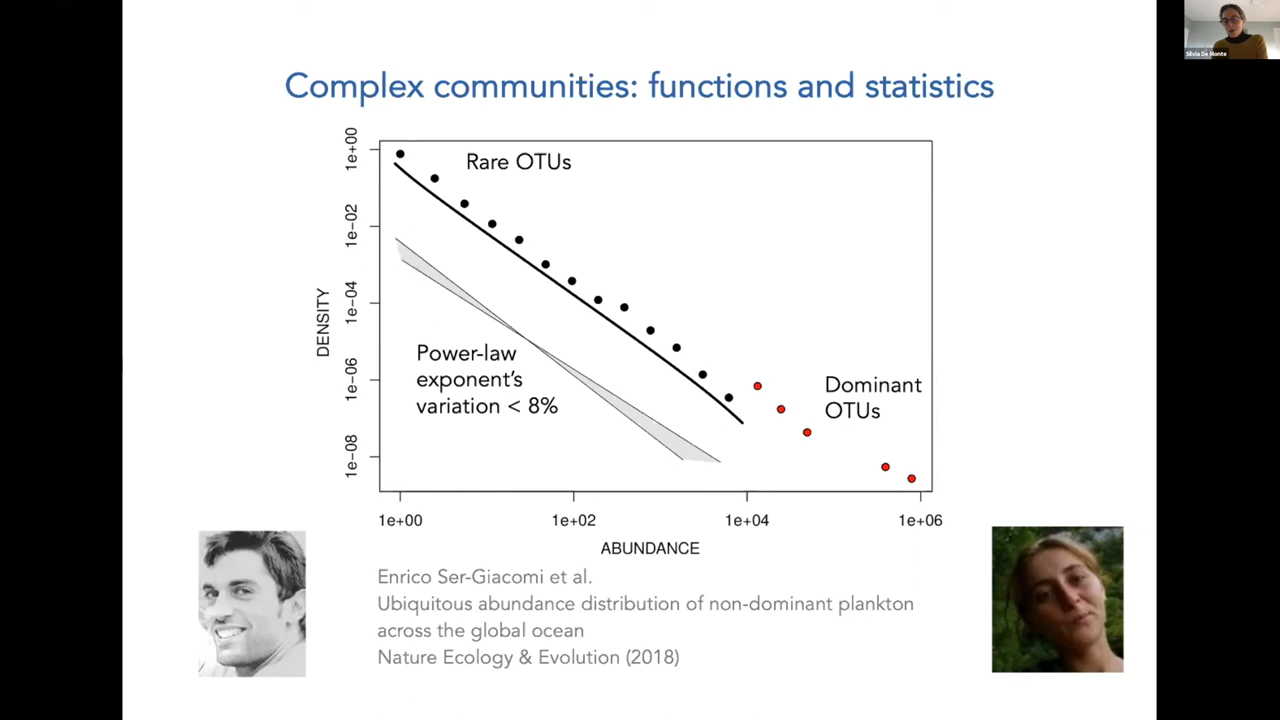 Silvia De Monte
Complex communities: functions and statistics
Rare OTUs
Power-law
exponent's
variation < 8%
Dominant
OTUs
DENSITY
1e+00
1e−02
1e−04
1e−06
1e−08
1e+00
1e+02
1e+04
1e+06
ABUNDANCE
Enrico Ser-Giacomi et al.
Ubiquitous abundance distribution of non-dominant plankton
across the global ocean
Nature Ecology & Evolution (2018)